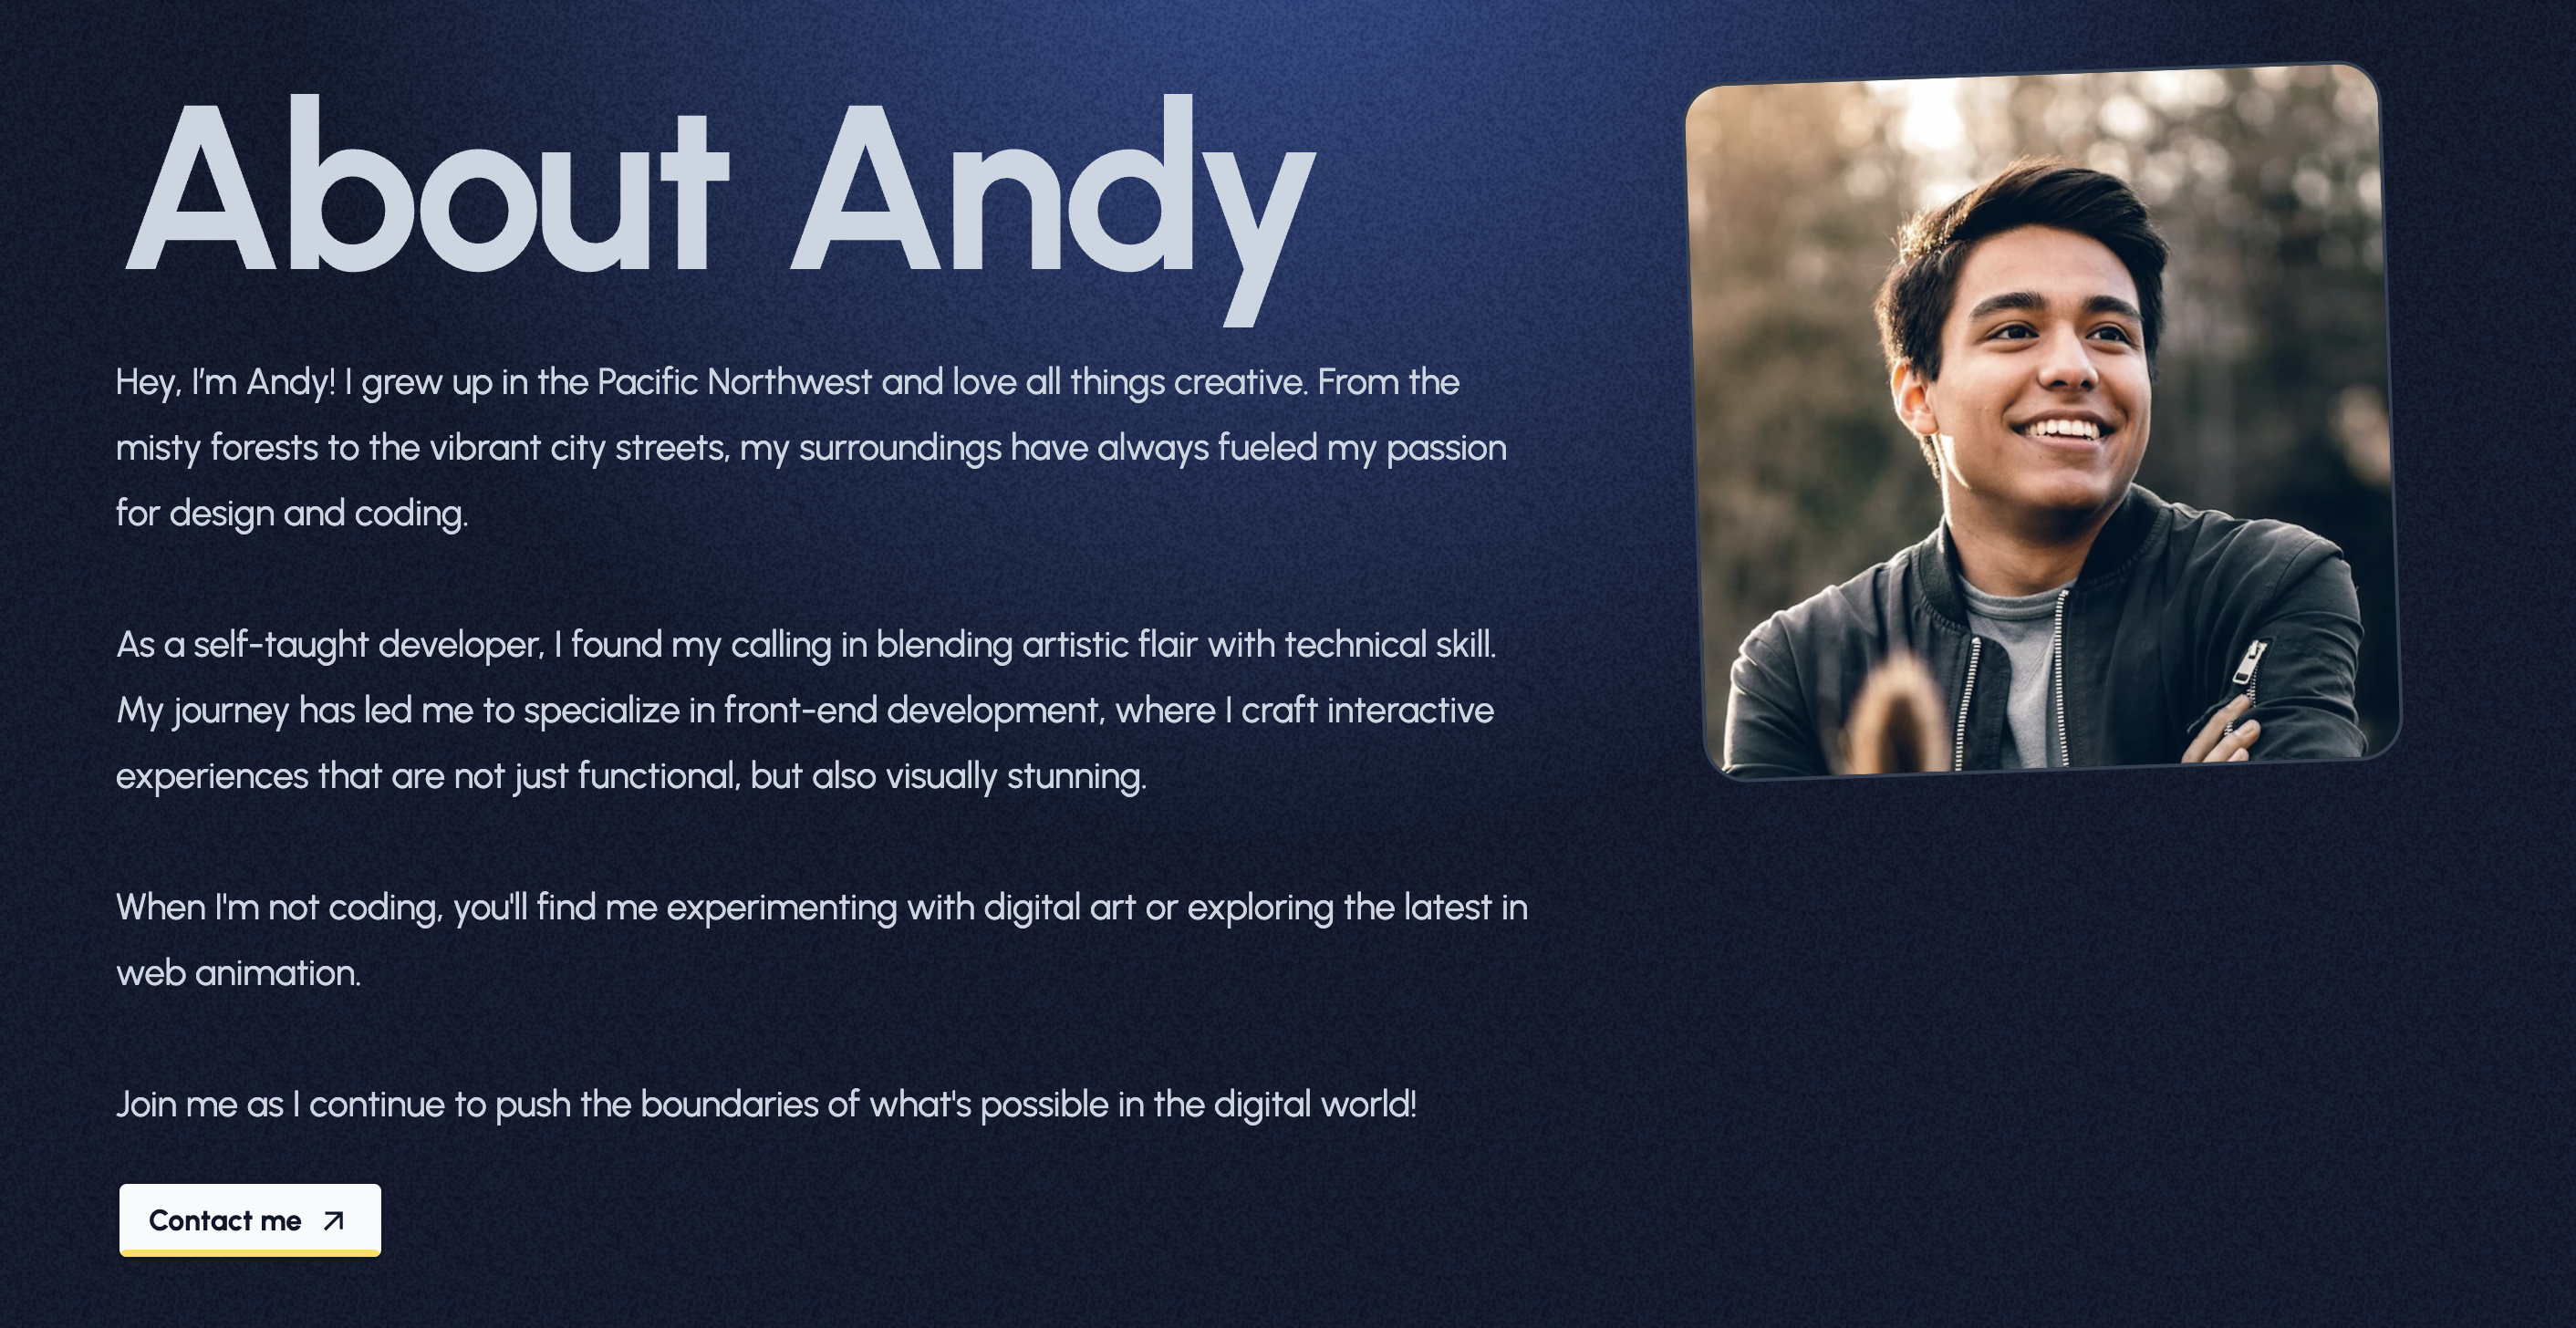 About Andy
Hey, I’m Andy! I grew up in the Pacific Northwest and love all things creative. From the
misty forests to the vibrant city streets, my surroundings have always fueled my passion
for design and coding.
As a self-taught developer, I found my calling in blending artistic flair with technical skill.
My journey has led me to specialize in front-end development, where I craft interactive
experiences that are not just functional, but also visually stunning.
When I'm not coding, you'll find me experimenting with digital art or exploring the latest in
web animation.
Join me as I continue to push the boundaries of what's possible in the digital world!
Contact me